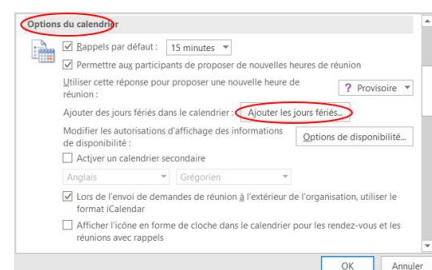 Options du calendrier
Rappels par défaut : 15 minutes
Permettre aux participants de proposer de nouvelles heures de réunion
Utiliser cette réponse pour proposer une nouvelle heure de
réunion :
? Provisoire
Ajouter des jours fériés dans le calendrier : Ajouter les jours fériés...
Modifier les autorisations d'affichage des informations
de disponibilité :
Options de disponibilité...
Activer un calendrier secondaire
Anglais Grégorien
Lors de l'envoi de demandes de réunion à l'extérieur de l'organisation, utiliser le
format iCalendar
Afficher l'icône en forme de cloche dans le calendrier pour les rendez-vous et les
réunions avec rappels
OK Annuler